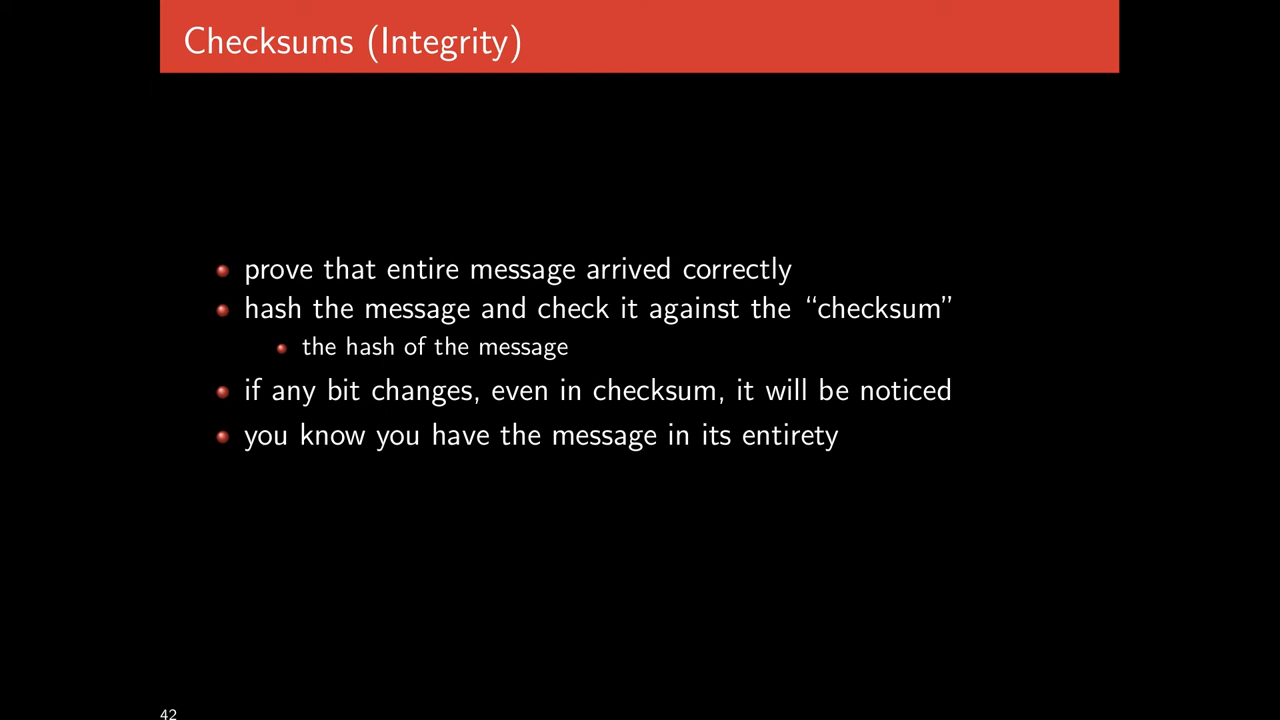 Checksums (Integrity)
prove that entire message arrived correctly
hash the message and check it against the “checksum”
the hash of the message
if any bit changes, even in checksum, it will be noticed
you know you have the message in its entirety
42